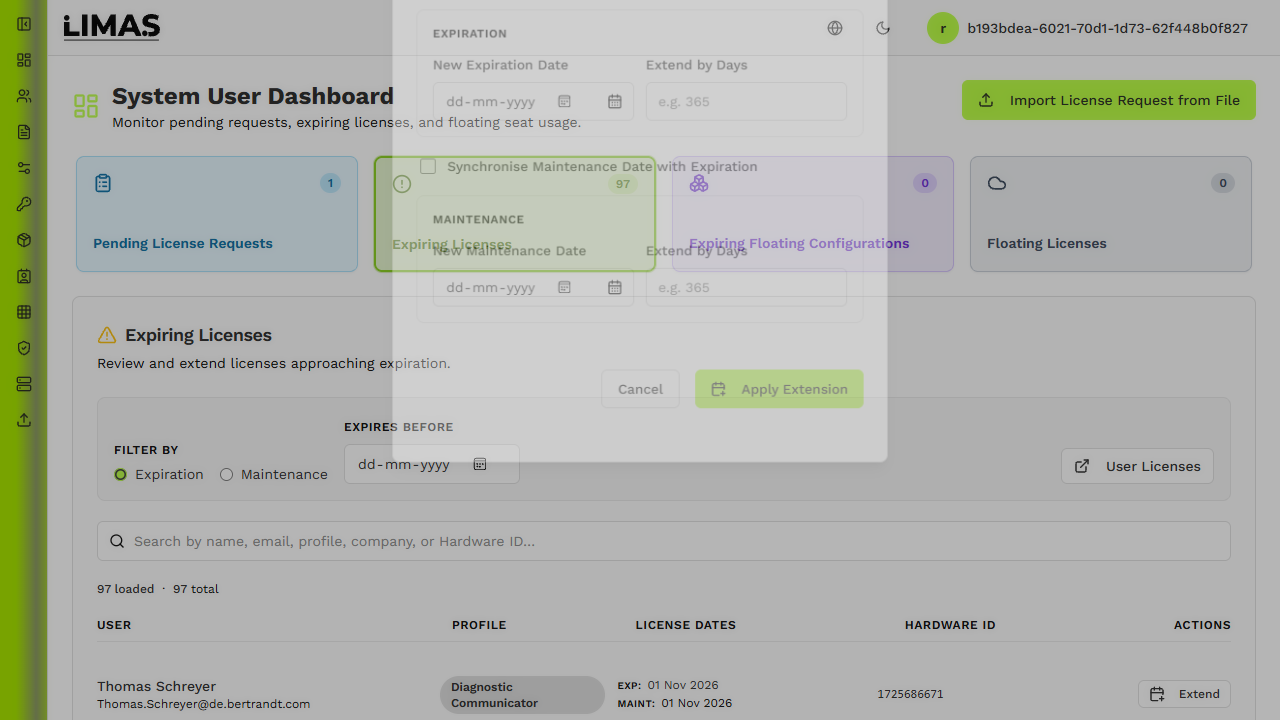 LIMAS
r
b193bdea-6021-70d1-1d73-62f448b0f827
System User Dashboard
Monitor pending requests, expiring licenses, and floating seat usage.
Import License Request from File
1
Pending License Requests
97
Expiring Licenses
0
Expiring Floating Configurations
0
Floating Licenses
EXPIRATION
New Expiration Date
Extend by Days
dd-mm-yyyy
e.g. 365
Synchronise Maintenance Date with Expiration
MAINTENANCE
New Maintenance Date
Extend by Days
dd-mm-yyyy
e.g. 365
Cancel
Apply Extension
Expiring Licenses
Review and extend licenses approaching expiration.
FILTER BY
Expiration
Maintenance
EXPIRES BEFORE
dd-mm-yyyy
User Licenses
Search by name, email, profile, company, or Hardware ID...
97 loaded · 97 total
USER PROFILE LICENSE DATES HARDWARE ID ACTIONS
Thomas Schreyer
Thomas.Schreyer@de.bertrandt.com
Diagnostic
Communicator
EXP: 01 Nov 2026
MAINT: 01 Nov 2026
1725686671
Extend